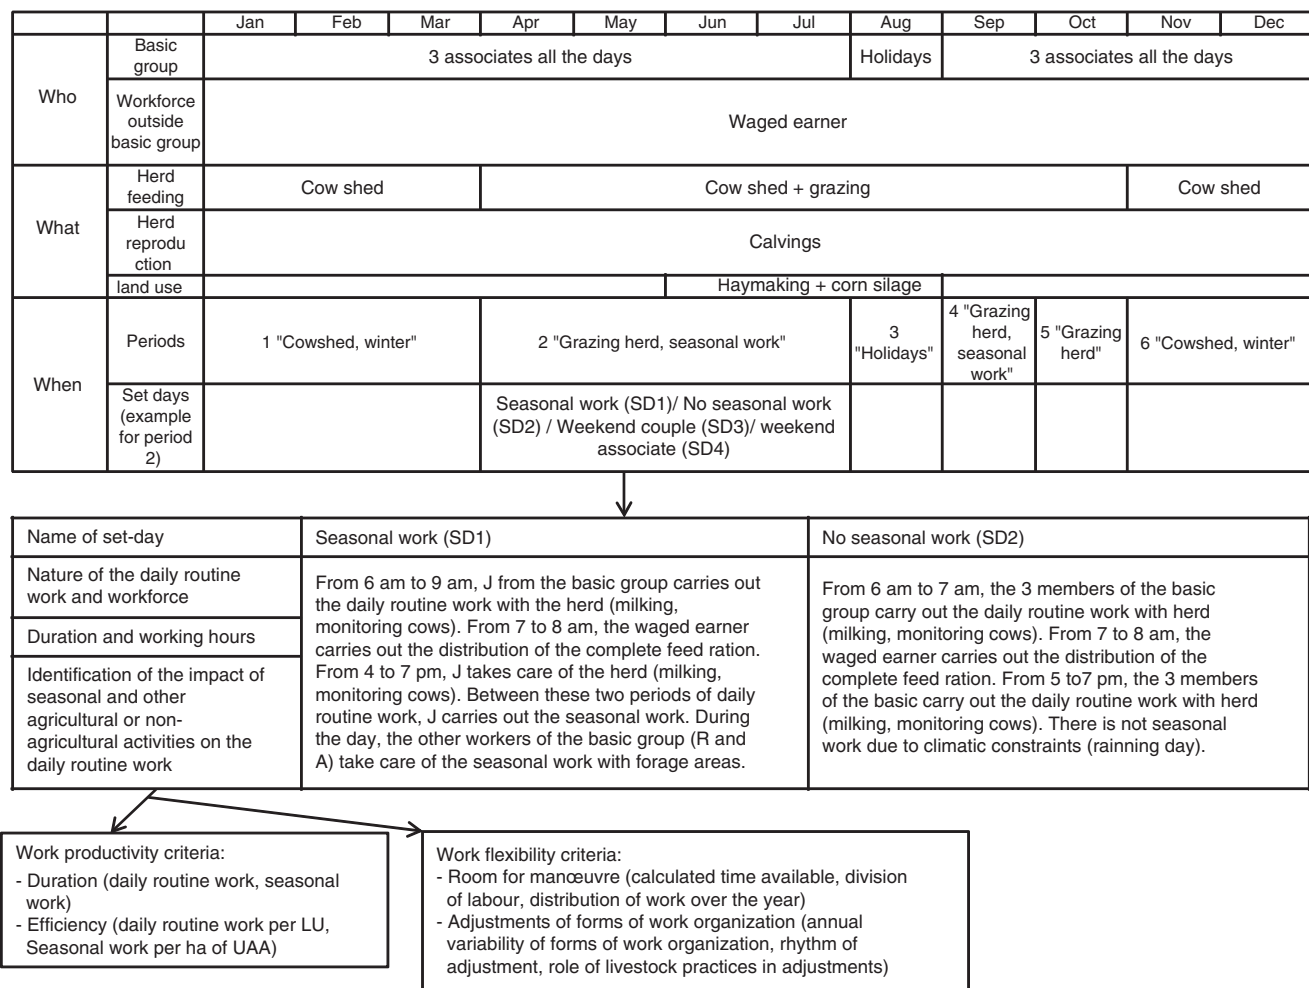 Jan Feb Mar Apr May Jun Jul Aug Sep Oct Nov Dec
Who
Basic
group
3 associates all the days
Holidays
3 associates all the days
Workforce
outside
basic group
Waged earner
What
Herd
feeding
Cow shed
Cow shed + grazing
Cow shed
Herd
reprodu
ction
Calvings
land use
Haymaking + corn silage
When
Periods
1 "Cowshed, winter"
2 "Grazing herd, seasonal work"
3
"Holidays"
4 "Grazing
herd,
seasonal
work"
5 "Grazing
herd"
6 "Cowshed, winter"
Set days
(example
for period
2)
Seasonal work (SD1)/ No seasonal work
(SD2) / Weekend couple (SD3)/ weekend
associate (SD4)
Name of set-day
Seasonal work (SD1)
No seasonal work (SD2)
Nature of the daily routine
work and workforce
Duration and working hours
Identification of the impact of
seasonal and other
agricultural or non-
agricultural activities on the
daily routine work
From 6 am to 9 am, J from the basic group carries out
the daily routine work with the herd (milking,
monitoring cows). From 7 to 8 am, the waged earner
carries out the distribution of the complete feed ration.
From 4 to 7 pm, J takes care of the herd (milking,
monitoring cows). Between these two periods of daily
routine work, J carries out the seasonal work. During
the day, the other workers of the basic group (R and
A) take care of the seasonal work with forage areas.
From 6 am to 7 am, the 3 members of the basic
group carry out the daily routine work with herd
(milking, monitoring cows). From 7 to 8 am, the
waged earner carries out the distribution of the
complete feed ration. From 5 to7 pm, the 3 members
of the basic carry out the daily routine work with herd
(milking, monitoring cows). There is not seasonal
work due to climatic constraints (rainning day).
Work productivity criteria:
- Duration (daily routine work, seasonal
work)
- Efficiency (daily routine work per LU,
Seasonal work per ha of UAA)
Work flexibility criteria:
- Room for manœuvre (calculated time available, division
of labour, distribution of work over the year)
- Adjustments of forms of work organization (annual
variability of forms of work organization, rhythm of
adjustment, role of livestock practices in adjustments)